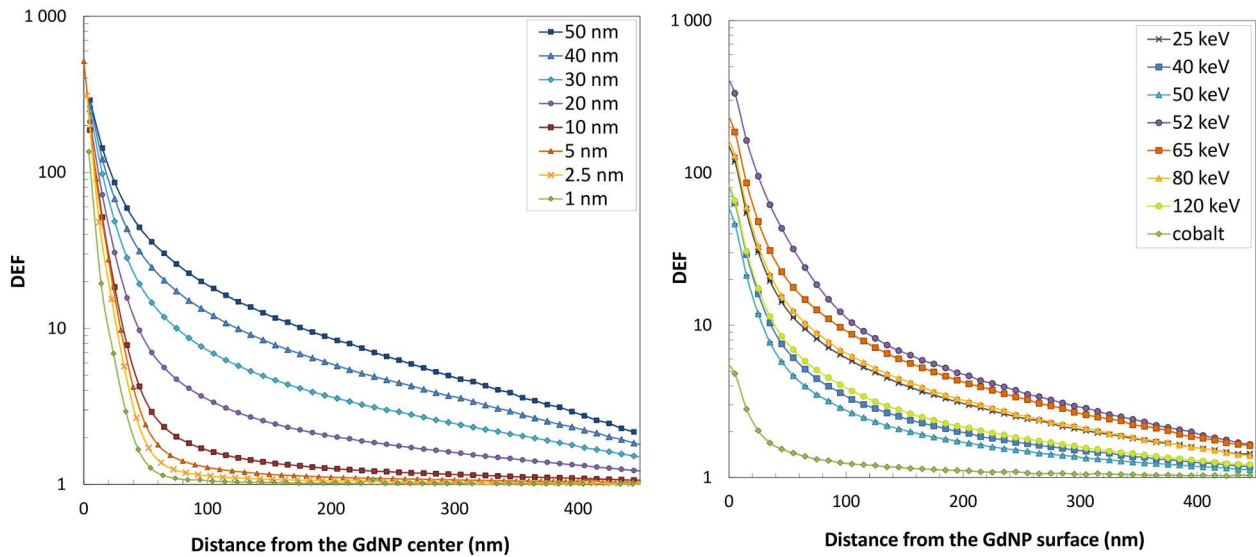 1 000
100
10
1
DEF
0
100
200
300
400
Distance from the GdNP center (nm)
50 nm
40 nm
30 nm
20 nm
10 nm
5 nm
2.5 nm
1 nm
1 000
100
10
1
DEF
0
100
200
300
400
Distance from the GdNP surface (nm)
25 keV
40 keV
50 keV
52 keV
65 keV
80 keV
120 keV
cobalt